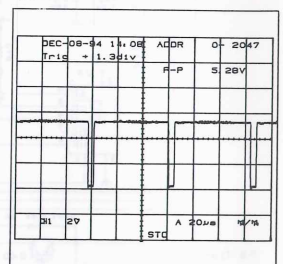 DEC-08-94 14:08 ADDR 0- 2047
Trig + 1.3div
P-P 5.28V
CH1 2V A 20µs
STO